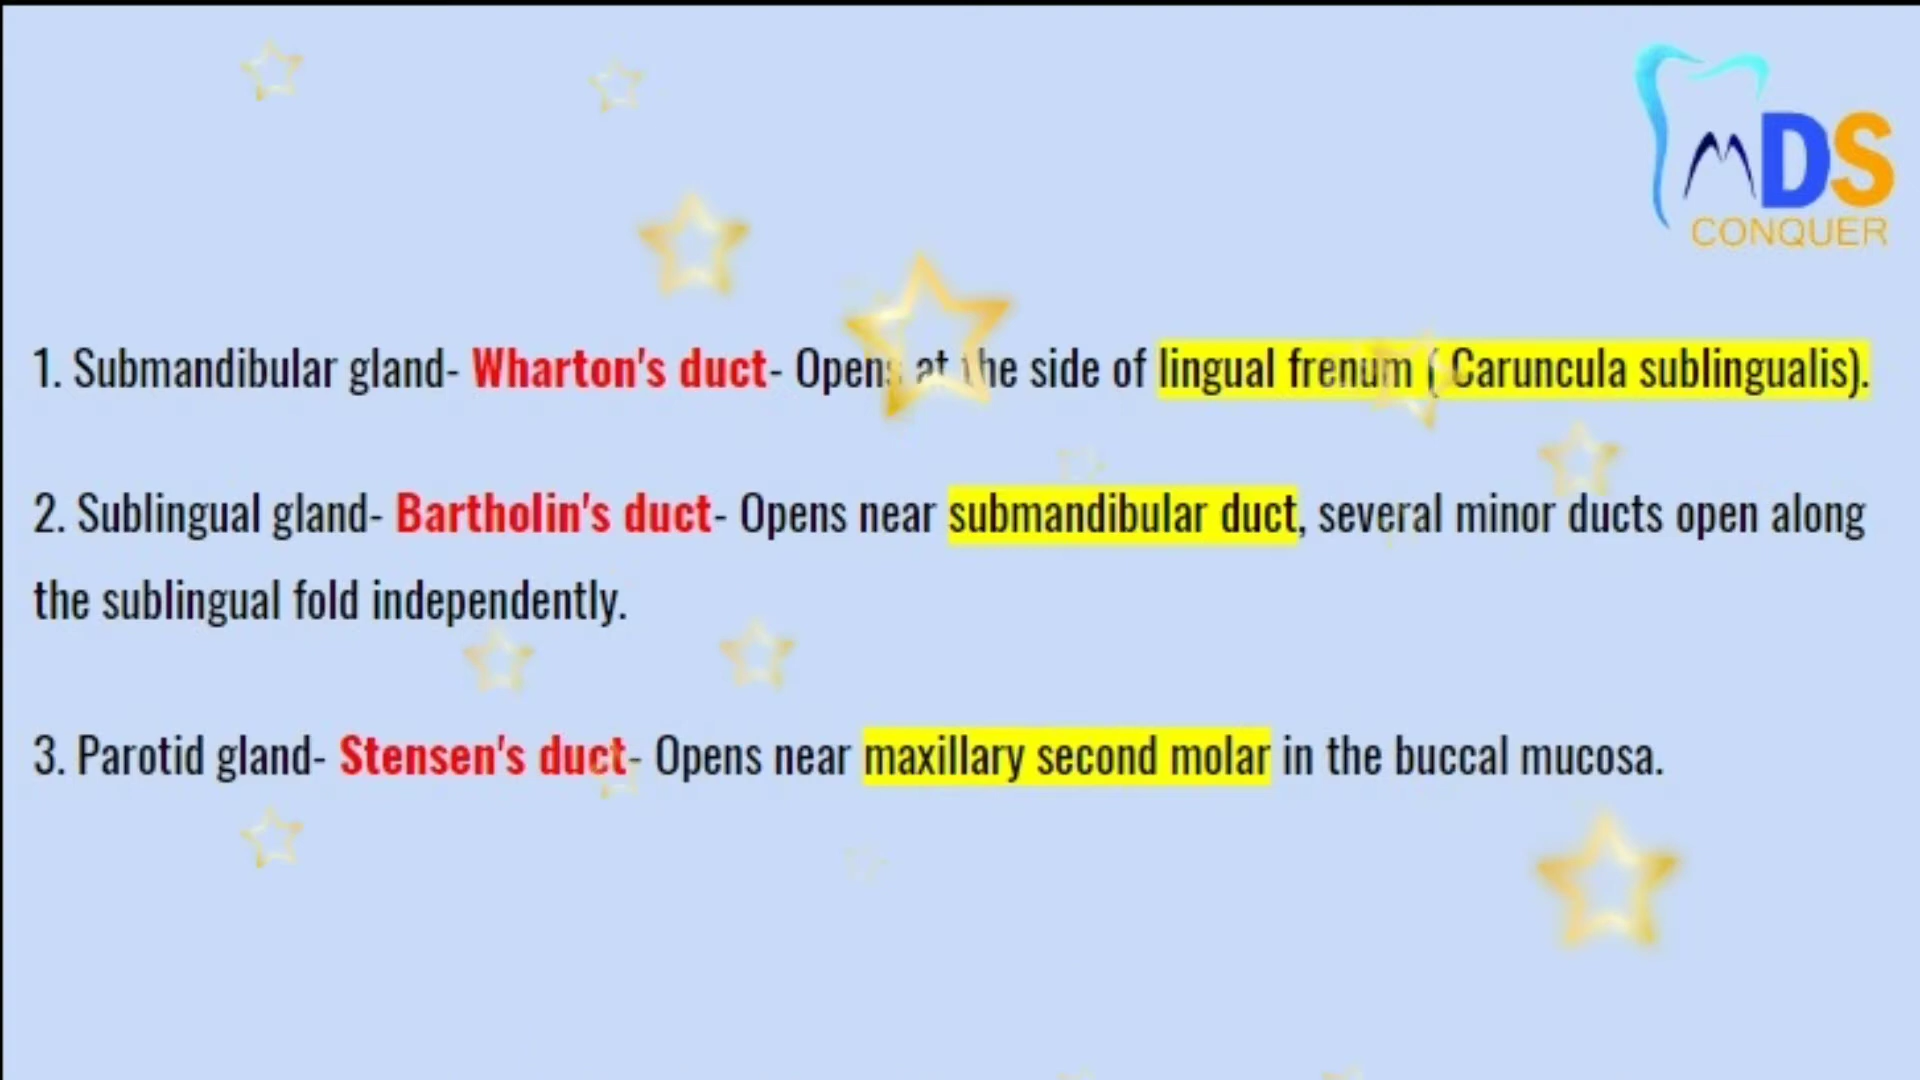 MDS
CONQUER
1. Submandibular gland- Wharton's duct- Opens at the side of lingual frenum ( Caruncula sublingualis).
2. Sublingual gland- Bartholin's duct- Opens near submandibular duct, several minor ducts open along
the sublingual fold independently.
3. Parotid gland- Stensen's duct- Opens near maxillary second molar in the buccal mucosa.